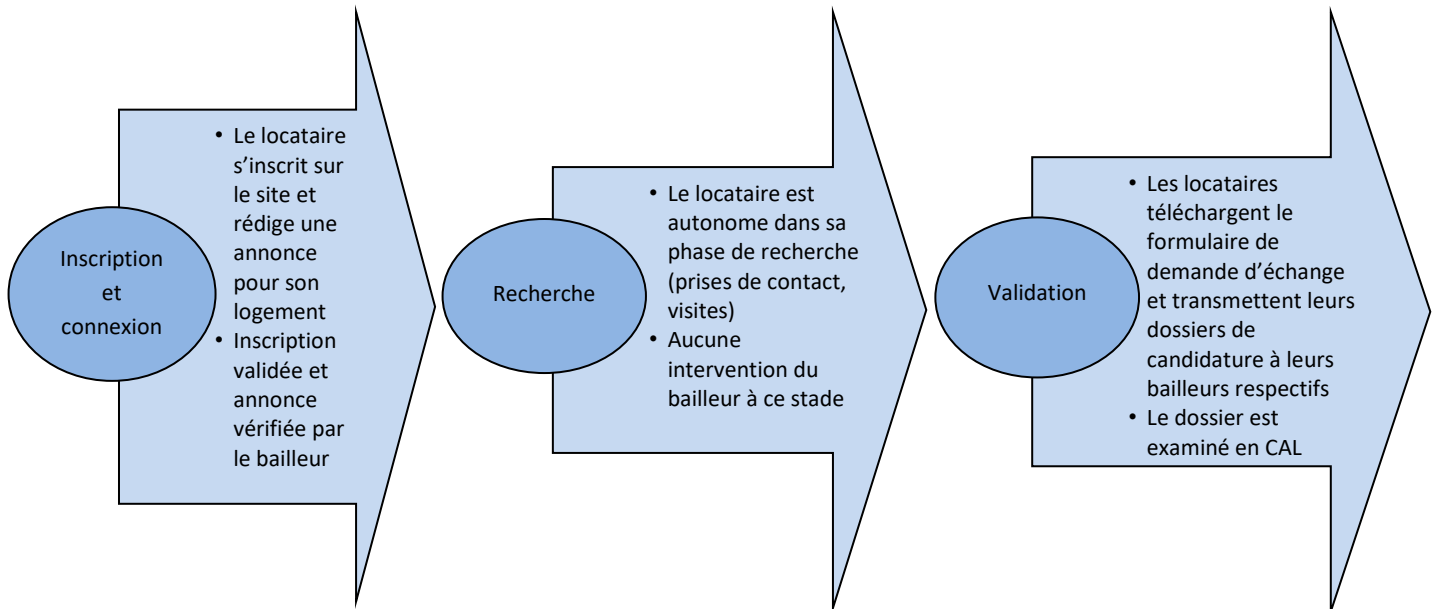 Inscription
et
connexion
• Le locataire
s’inscrit sur
le site et
rédige une
annonce
pour son
logement
• Inscription
validée et
annonce
vérifiée par
le bailleur
Recherche
• Le locataire est
autonome dans sa
phase de recherche
(prises de contact,
visites)
• Aucune
intervention du
bailleur à ce stade
Validation
• Les locataires
téléchargent le
formulaire de
demande d’échange
et transmettent leurs
dossiers de
candidature à leurs
bailleurs respectifs
• Le dossier est
examiné en CAL